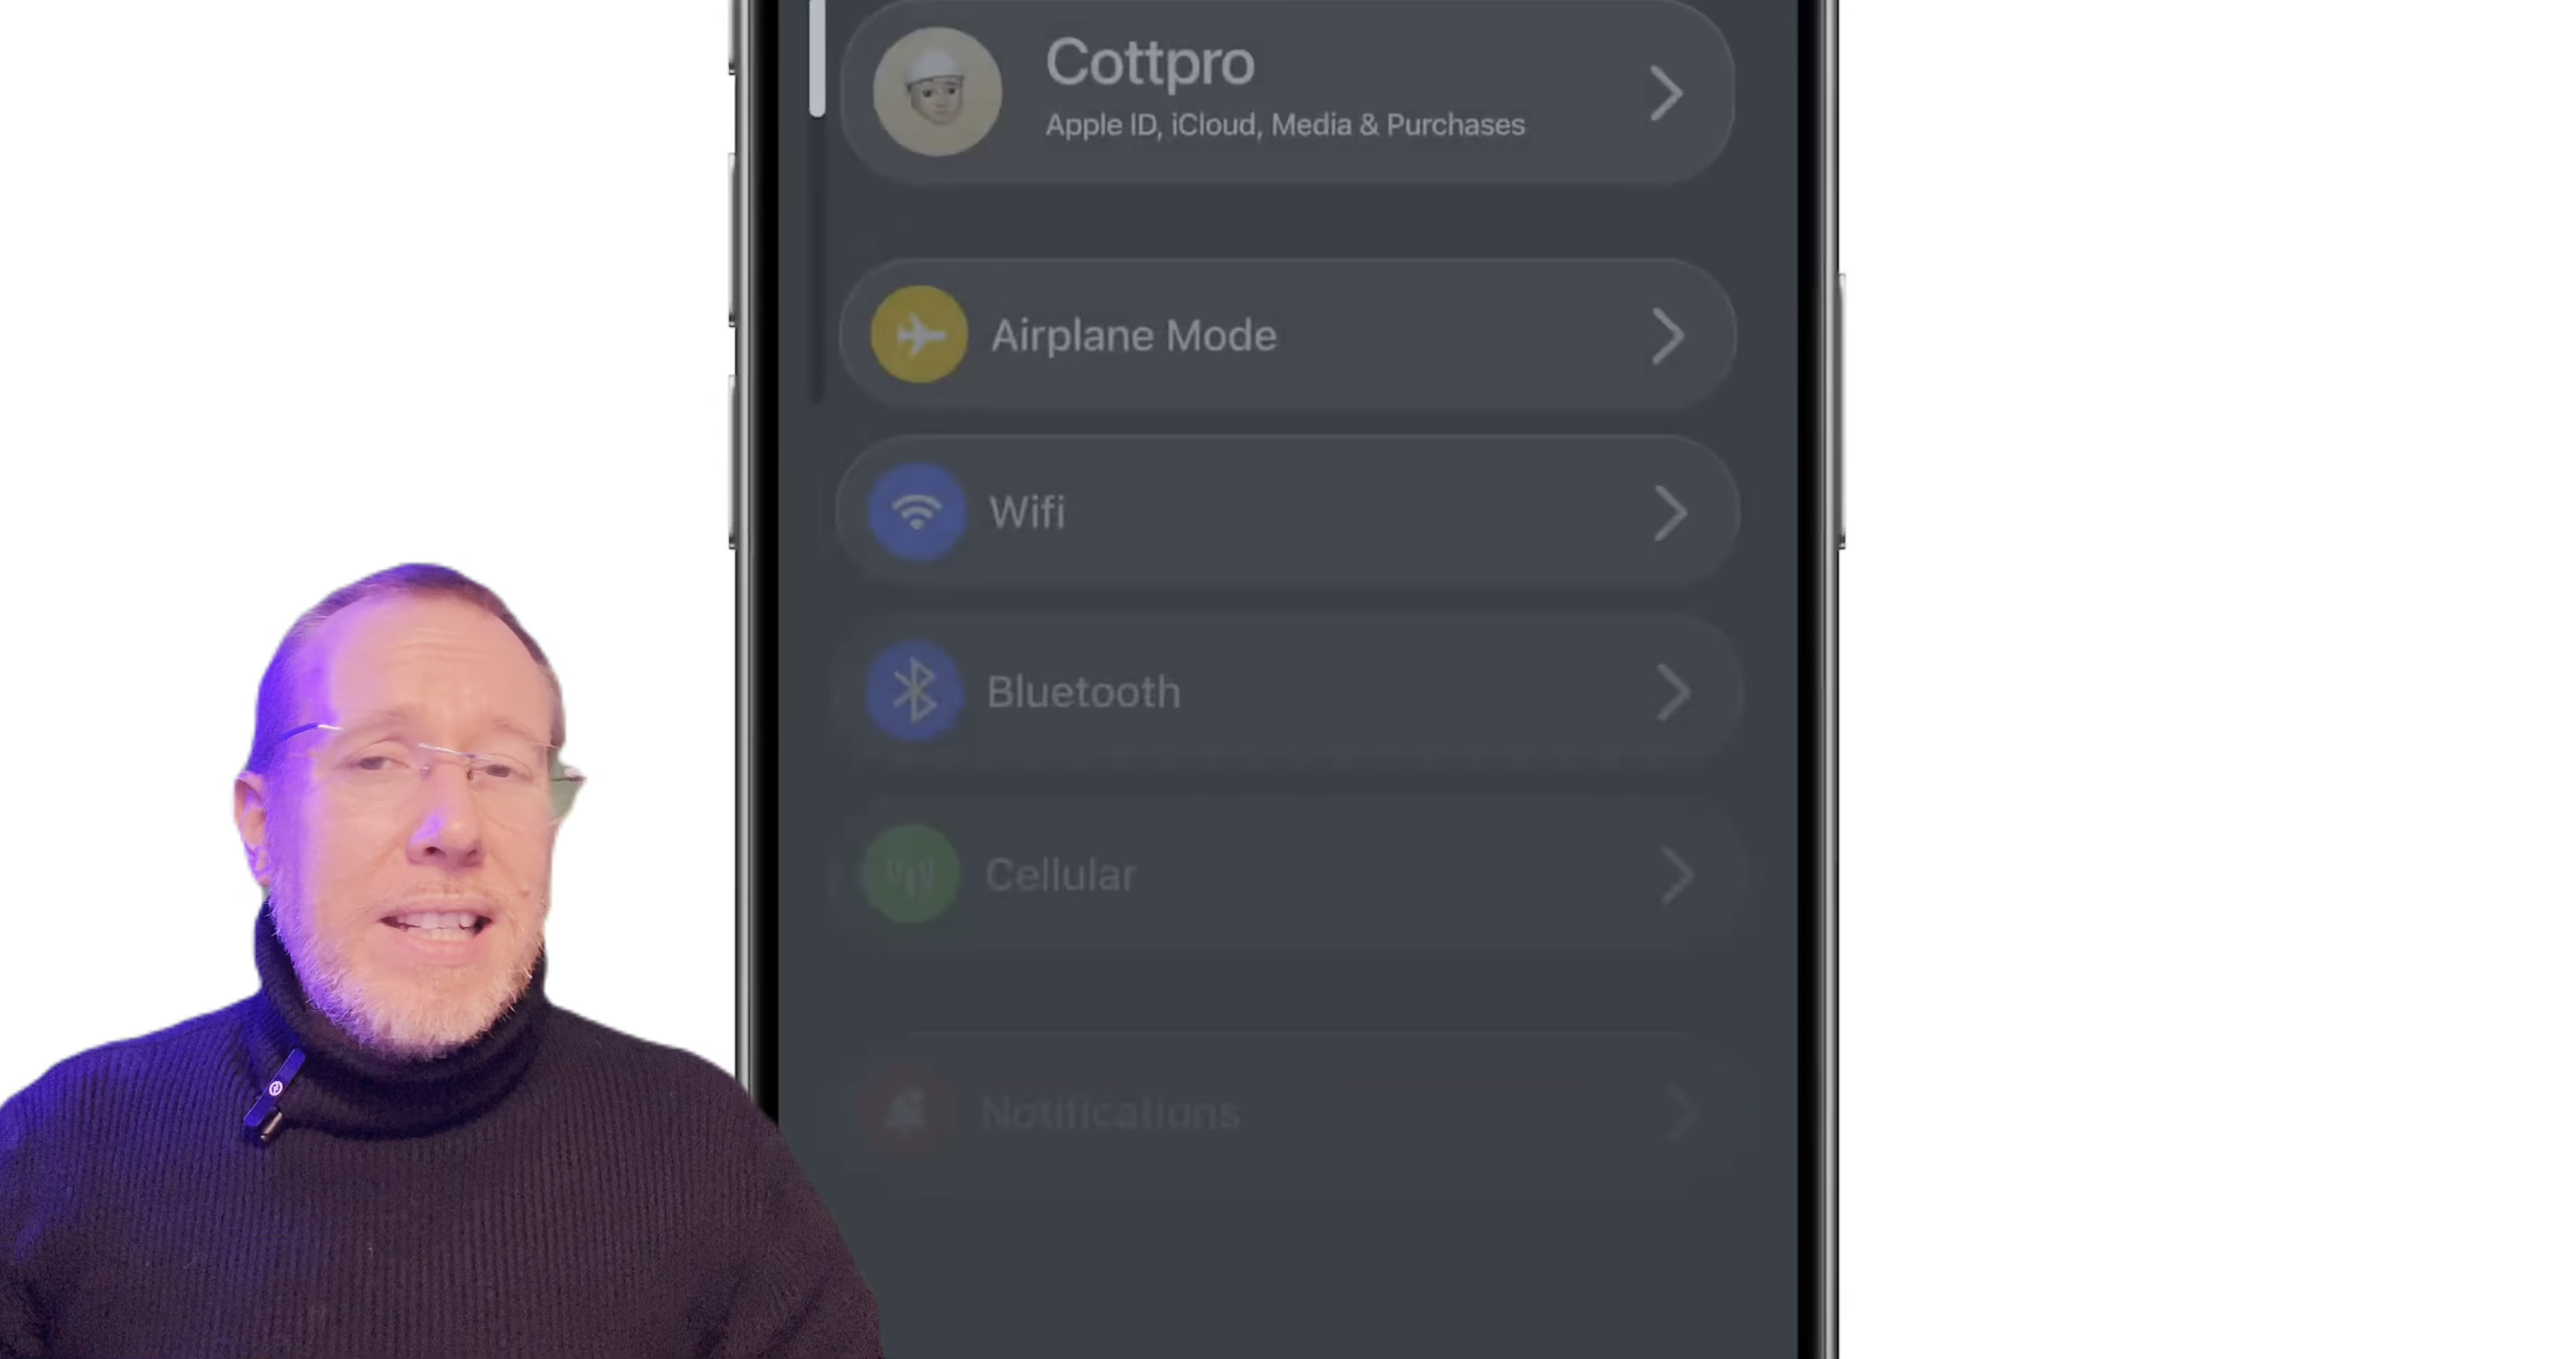 Cottpro
Apple ID, iCloud, Media & Purchases
Airplane Mode
Wifi
Bluetooth
Cellular
Notifications